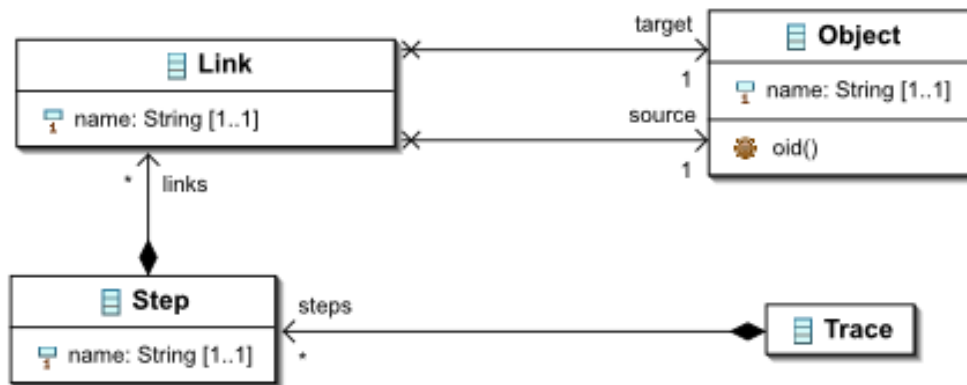 target
Link
Object
1
name: String [1..1]
name: String [1..1]
source
oid()
1
*
links
Step
steps
Trace
name: String [1..1]
*